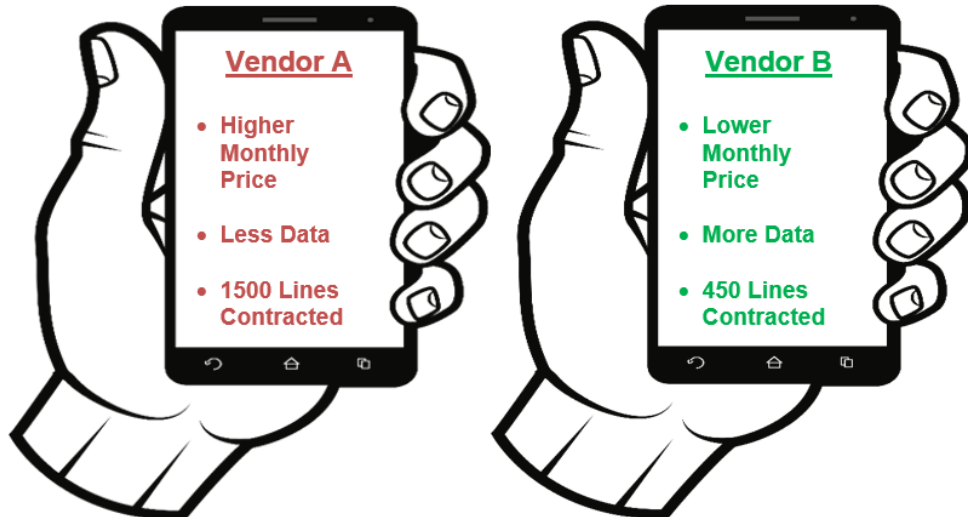 Vendor A
• Higher
Monthly
Price
• Less Data
• 1500 Lines
Contracted
Vendor B
• Lower
Monthly
Price
• More Data
• 450 Lines
Contracted